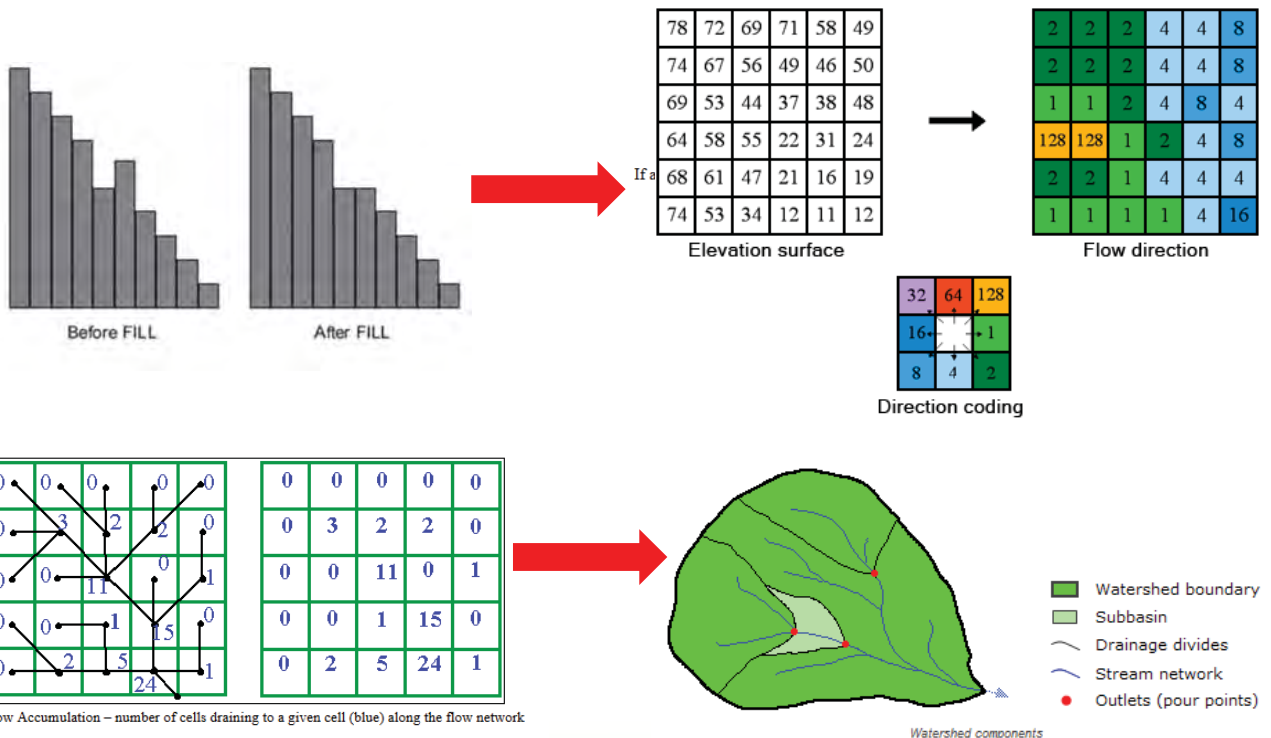 78 72 69 71 58 49
74 67 56 49 46 50
69 53 44 37 38 48
64 58 55 22 31 24
68 61 47 21 16 19
74 53 34 12 11 12
Elevation surface
2 2 2 4 4 8
2 2 2 4 4 8
1 1 2 4 8 4
128 128 1 2 4 8
2 2 1 4 4 4
1 1 1 1 4 16
Flow direction
Before FILL
After FILL
If a
32 64 128
16 1
8 4 2
Direction coding
0 0 0 0 0
0 3 2 2 0
0 0 11 0 1
0 0 1 15 0
0 2 5 24 1
0 0 0 0 0
0 3 2 2 0
0 0 11 0 1
0 0 1 15 0
0 2 5 24 1
ow Accumulation – number of cells draining to a given cell (blue) along the flow network
Watershed boundary
Subbasin
Drainage divides
Stream network
Outlets (pour points)
Watershed components